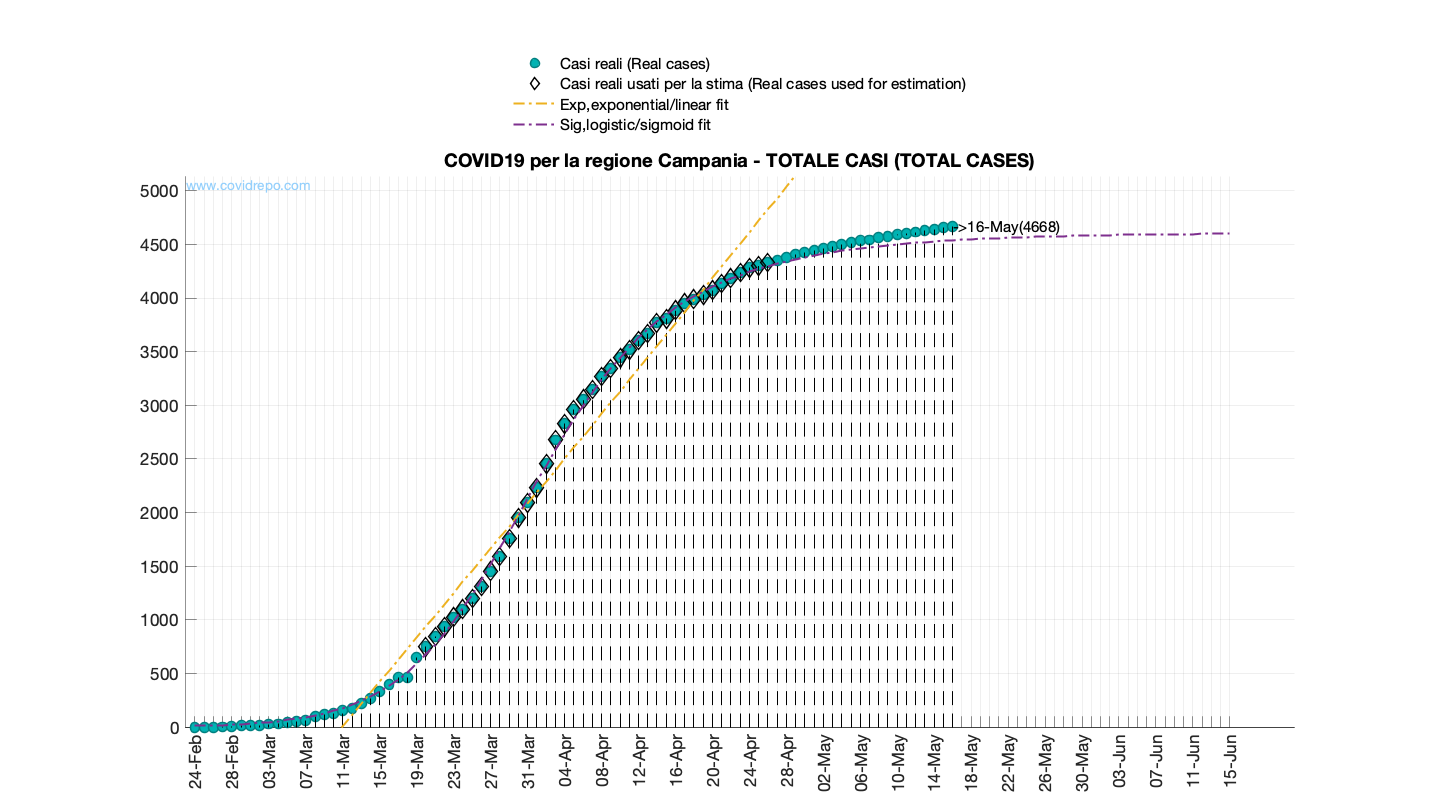 Casi reali (Real cases)
Casi reali usati per la stima (Real cases used for estimation)
Exp,exponential/linear fit
Sig,logistic/sigmoid fit
COVID19 per la regione Campania - TOTALE CASI (TOTAL CASES)
www.covidrepo.com
5000
4500
4000
3500
3000
2500
2000
1500
1000
500
0
->16-May(4668)
24-Feb
28-Feb
03-Mar
07-Mar
11-Mar
15-Mar
19-Mar
23-Mar
27-Mar
31-Mar
04-Apr
08-Apr
12-Apr
16-Apr
20-Apr
24-Apr
28-Apr
02-May
06-May
10-May
14-May
18-May
22-May
26-May
30-May
03-Jun
07-Jun
11-Jun
15-Jun